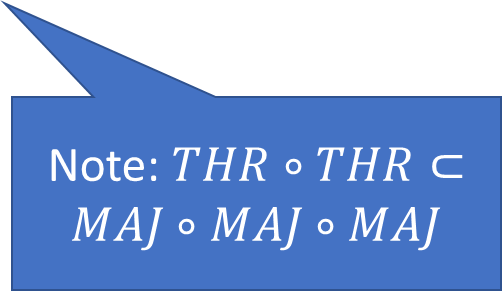 Note: 𝑇𝐻𝑅 ∘ 𝑇𝐻𝑅 ⊂
𝑀𝐴𝐽 ∘ 𝑀𝐴𝐽 ∘ 𝑀𝐴𝐽